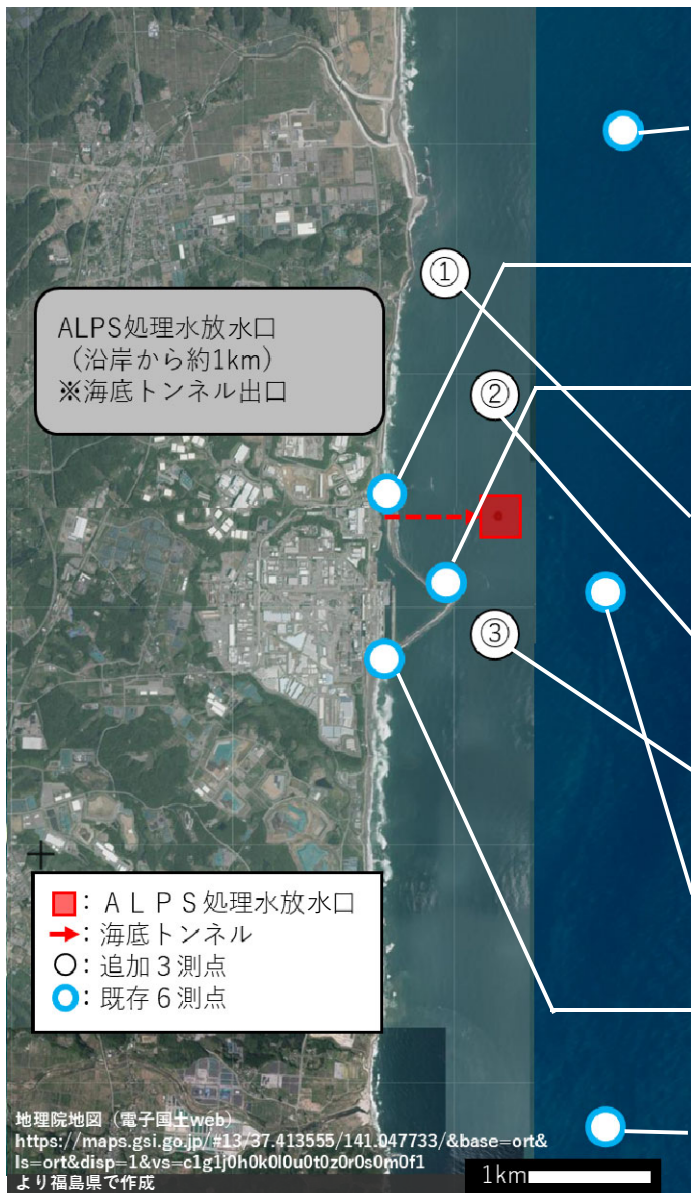 ①
ALPS処理水放水口
（沿岸から約1km）
※海底トンネル出口
②
③
：ＡＬＰＳ処理水放水口
：海底トンネル
：追加３測点
：既存６測点
地理院地図（電子国土web）
https://maps.gsi.go.jp/#13/37.413555/141.047733/&base=ort&
ls=ort&disp=1&vs=c1g1j0h0k0l0u0t0z0r0s0m0f1
より福島県で作成
1km